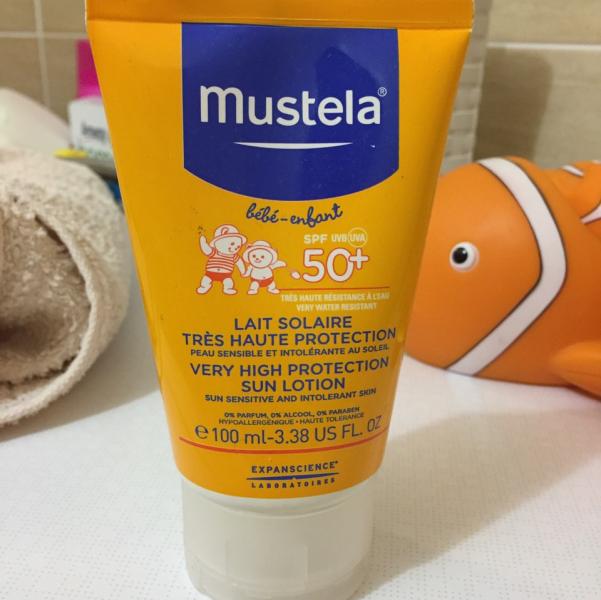 mustela®
bébé-enfant
SPF UVB UVA
.50+
TRÈS HAUTE RÉSISTANCE À L'EAU
VERY WATER RESISTANT
LAIT SOLAIRE
TRÈS HAUTE PROTECTION
PEAU SENSIBLE ET INTOLÉRANTE AU SOLEIL
VERY HIGH PROTECTION
SUN LOTION
SUN SENSITIVE AND INTOLERANT SKIN
0% PARFUM, 0% ALCOOL, 0% PARABEN
HYPOALLERGÉNIQUE • HAUTE TOLÉRANCE
℮ 100 ml-3.38 US FL. OZ
EXPANSCIENCE®
LABORATOIRES